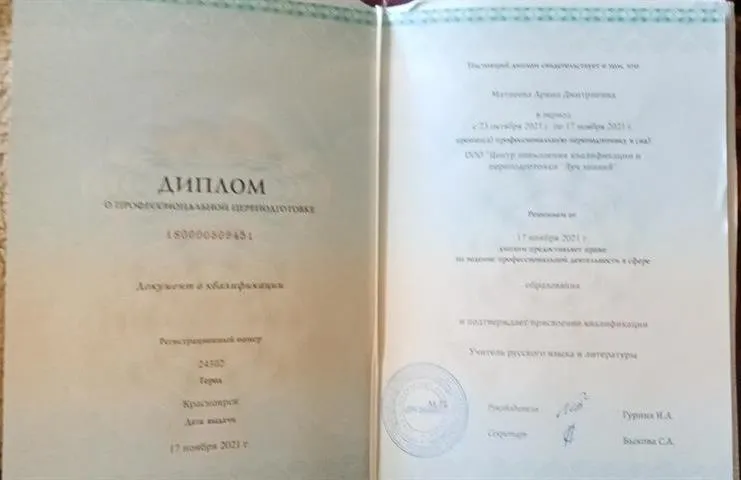 ДИПЛОМ
О ПРОФЕССИОНАЛЬНОЙ ПЕРЕПОДГОТОВКЕ
180000509451
Документ о квалификации
Регистрационный номер
24302
Город
Красноярск
Дата выдачи
17 ноября 2021 г.
Настоящий диплом свидетельствует о том, что
Матвеева Арина Дмитриевна
в период
с 23 октября 2021 г. по 17 ноября 2021 г.
прошел(а) профессиональную переподготовку в (на)
ООО "Центр повышения квалификации и
переподготовки "Луч знаний"
Решением от
17 ноября 2021 г.
диплом предоставляет право
на ведение профессиональной деятельности в сфере
образования
и подтверждает присвоение квалификации
Учитель русского языка и литературы
М.П.
Руководитель
Гурина И.А.
Секретарь
Быкова С.А.